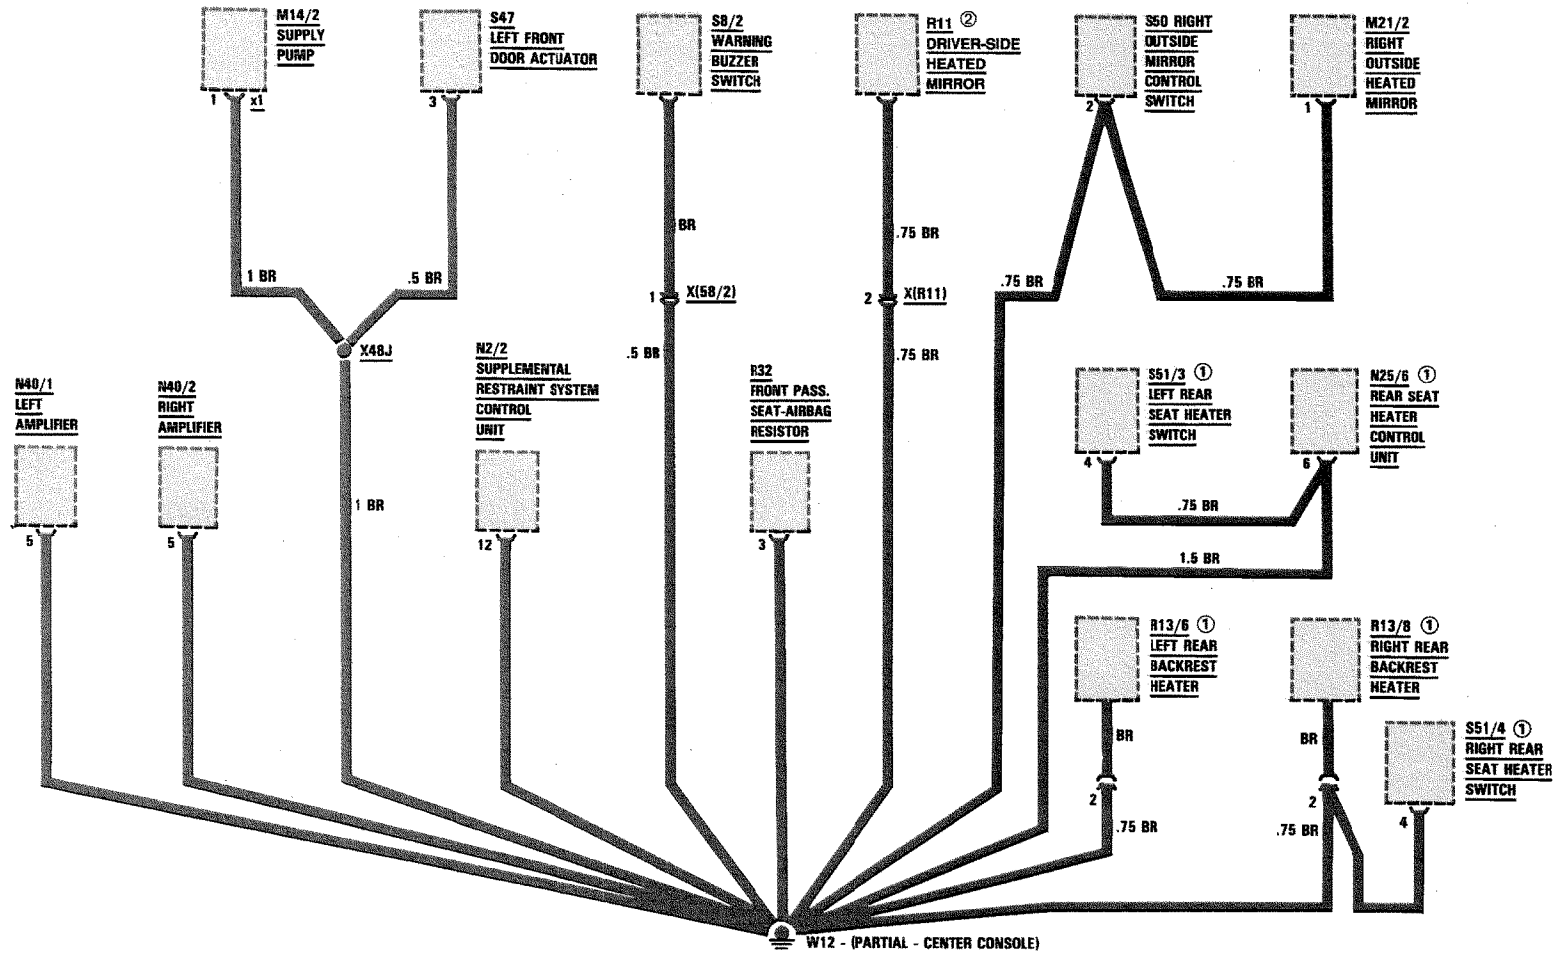 M14/2
SUPPLY
PUMP
1
x1
S47
LEFT FRONT
DOOR ACTUATOR
3
S8/2
WARNING
BUZZER
SWITCH
R11 ②
DRIVER-SIDE
HEATED
MIRROR
S50 RIGHT
OUTSIDE
MIRROR
CONTROL
SWITCH
2
M21/2
RIGHT
OUTSIDE
HEATED
MIRROR
1
BR
.75 BR
1 BR
.5 BR
1
X(58/2)
2
X(R11)
.75 BR
.75 BR
X48J
.5 BR
.75 BR
N40/1
LEFT
AMPLIFIER
5
N40/2
RIGHT
AMPLIFIER
5
N2/2
SUPPLEMENTAL
RESTRAINT SYSTEM
CONTROL
UNIT
12
R32
FRONT PASS.
SEAT-AIRBAG
RESISTOR
3
S51/3 ①
LEFT REAR
SEAT HEATER
SWITCH
4
N25/6 ①
REAR SEAT
HEATER
CONTROL
UNIT
6
1 BR
.75 BR
1.5 BR
R13/6 ①
LEFT REAR
BACKREST
HEATER
R13/8 ①
RIGHT REAR
BACKREST
HEATER
BR
2
.75 BR
BR
2
.75 BR
S51/4 ①
RIGHT REAR
SEAT HEATER
SWITCH
4
W12 - (PARTIAL - CENTER CONSOLE)